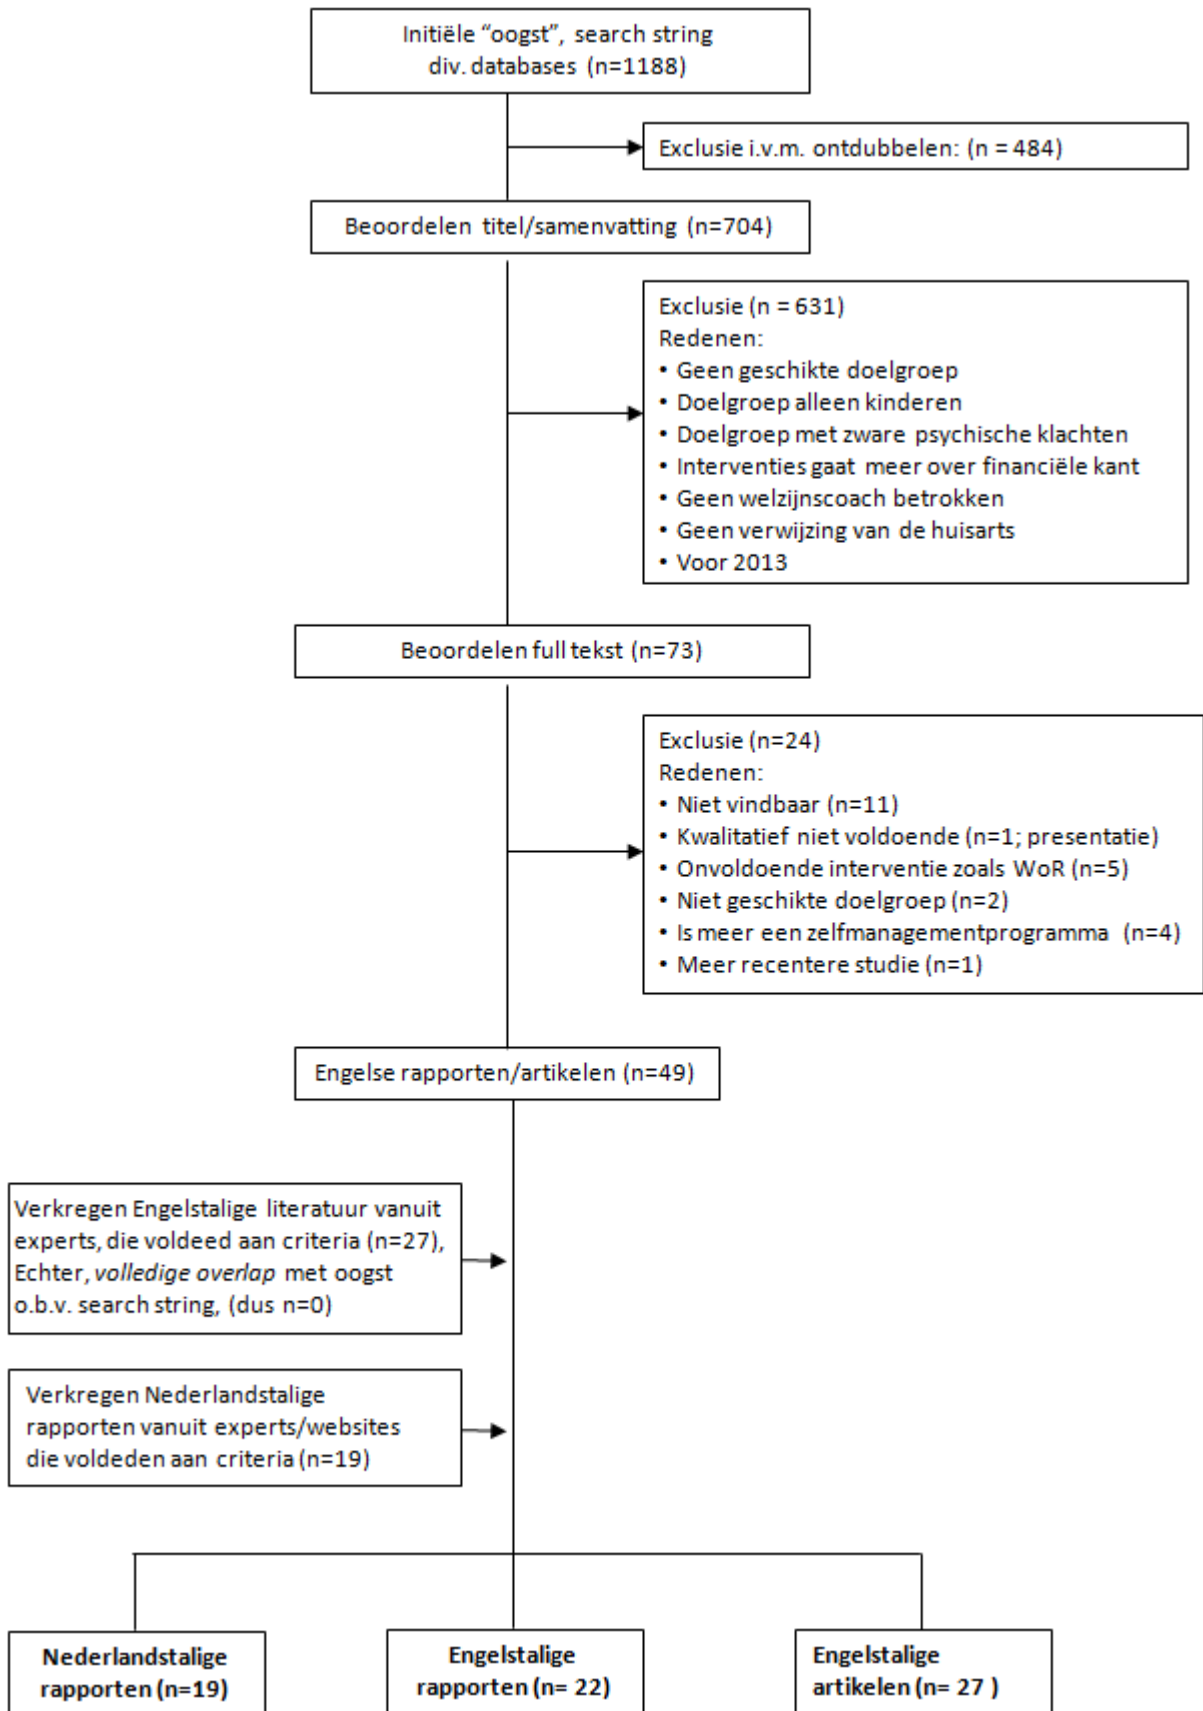 Initiële “oogst”, search string
div. databases (n=1188)
Exclusie i.v.m. ontdubbelen: (n = 484)
Beoordelen titel/samenvatting (n=704)
Exclusie (n = 631)
Redenen:
• Geen geschikte doelgroep
• Doelgroep alleen kinderen
• Doelgroep met zware psychische klachten
• Interventies gaat meer over financiële kant
• Geen welzijnscoach betrokken
• Geen verwijzing van de huisarts
• Voor 2013
Beoordelen full tekst (n=73)
Exclusie (n=24)
Redenen:
• Niet vindbaar (n=11)
• Kwalitatief niet voldoende (n=1; presentatie)
• Onvoldoende interventie zoals WoR (n=5)
• Niet geschikte doelgroep (n=2)
• Is meer een zelfmanagementprogramma (n=4)
• Meer recentere studie (n=1)
Engelse rapporten/artikelen (n=49)
Verkregen Engelstalige literatuur vanuit
experts, die voldeed aan criteria (n=27),
Echter, volledige overlap met oogst
o.b.v. search string, (dus n=0)
Verkregen Nederlandstalige
rapporten vanuit experts/websites
die voldeden aan criteria (n=19)
Nederlandstalige
rapporten (n=19)
Engelstalige
rapporten (n= 22)
Engelstalige
artikelen (n= 27 )